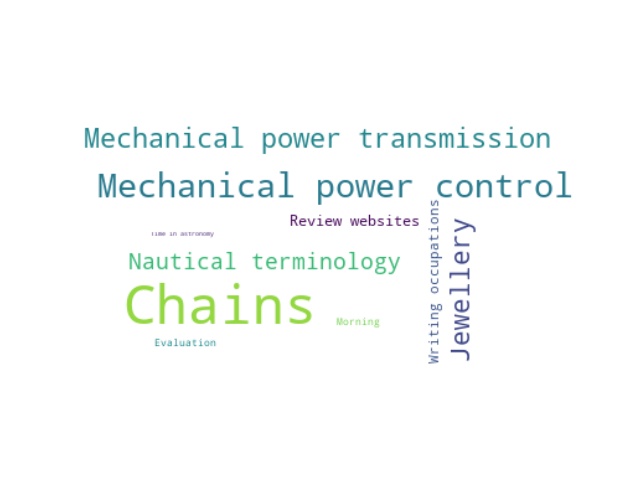 Mechanical power transmission
Mechanical power control
Review websites
Time in astronomy
Nautical terminology
Chains
Morning
Evaluation
Writing occupations
Jewellery